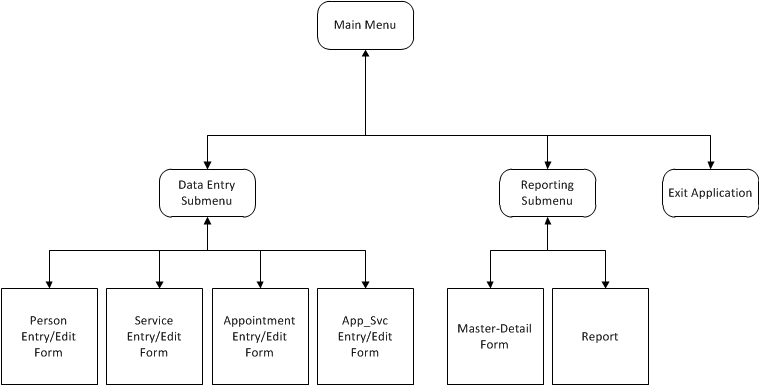 Main Menu
Data Entry
Submenu
Reporting
Submenu
Exit Application
Person
Entry/Edit
Form
Service
Entry/Edit
Form
Appointment
Entry/Edit
Form
App_Svc
Entry/Edit
Form
Master-Detail
Form
Report